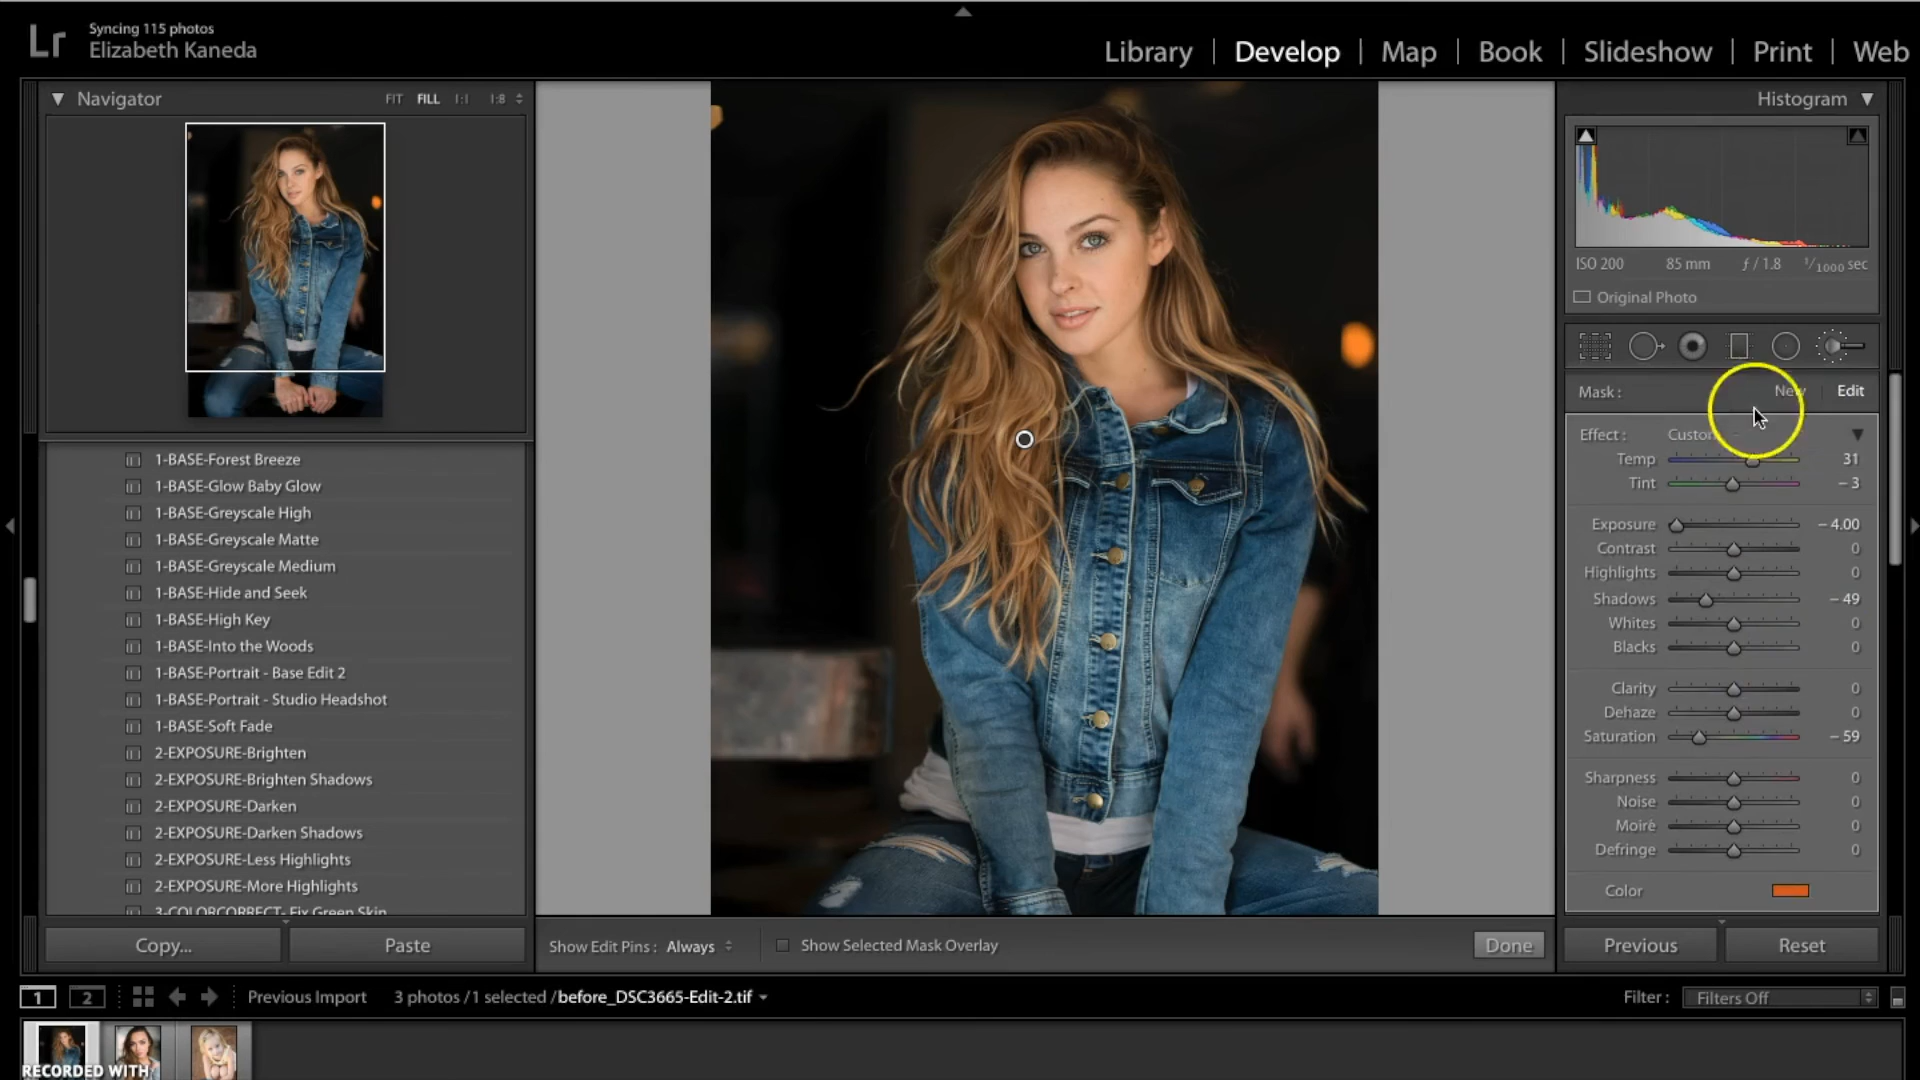 Lr
Syncing 115 photos
Elizabeth Kaneda
Library | Develop | Map | Book | Slideshow | Print | Web
Navigator FIT FILL 1:1 1:8
1-BASE-Forest Breeze
1-BASE-Glow Baby Glow
1-BASE-Greyscale High
1-BASE-Greyscale Matte
1-BASE-Greyscale Medium
1-BASE-Hide and Seek
1-BASE-High Key
1-BASE-Into the Woods
1-BASE-Portrait - Base Edit 2
1-BASE-Portrait - Studio Headshot
1-BASE-Soft Fade
2-EXPOSURE-Brighten
2-EXPOSURE-Brighten Shadows
2-EXPOSURE-Darken
2-EXPOSURE-Darken Shadows
2-EXPOSURE-Less Highlights
2-EXPOSURE-More Highlights
3-COLORCORRECT- Fix Green Skin
Copy... Paste
Show Edit Pins : Always Show Selected Mask Overlay Done
Histogram
ISO 200 85 mm ƒ / 1.8 1/1000 sec
Original Photo
Mask : New Edit
Effect : Custom
Temp 31
Tint – 3
Exposure – 4.00
Contrast 0
Highlights 0
Shadows – 49
Whites 0
Blacks 0
Clarity 0
Dehaze 0
Saturation – 59
Sharpness 0
Noise 0
Moiré 0
Defringe 0
Color
Previous Reset
1 2 Previous Import 3 photos /1 selected /before_DSC3665-Edit-2.tif Filter : Filters Off
RECORDED WITH